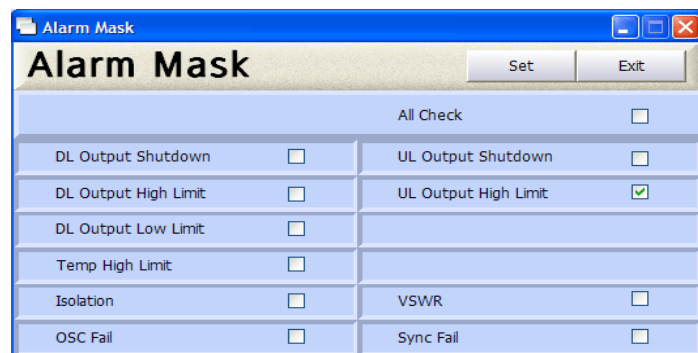 Alarm Mask
Alarm Mask
Set Exit
All Check
DL Output Shutdown UL Output Shutdown
DL Output High Limit UL Output High Limit
DL Output Low Limit
Temp High Limit
Isolation VSWR
OSC Fail Sync Fail